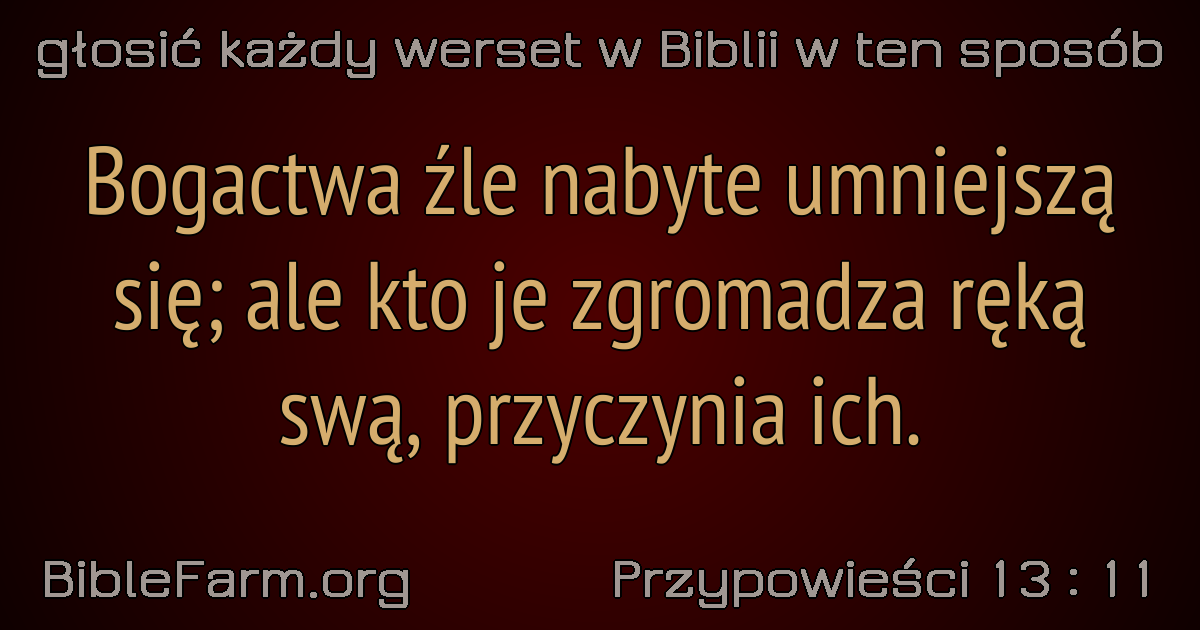 głosić każdy werset w Biblii w ten sposób
Bogactwa źle nabyte umniejszą
się; ale kto je zgromadza ręką
swą, przyczynia ich.
BibleFarm.org
Przypowieści 13 : 11